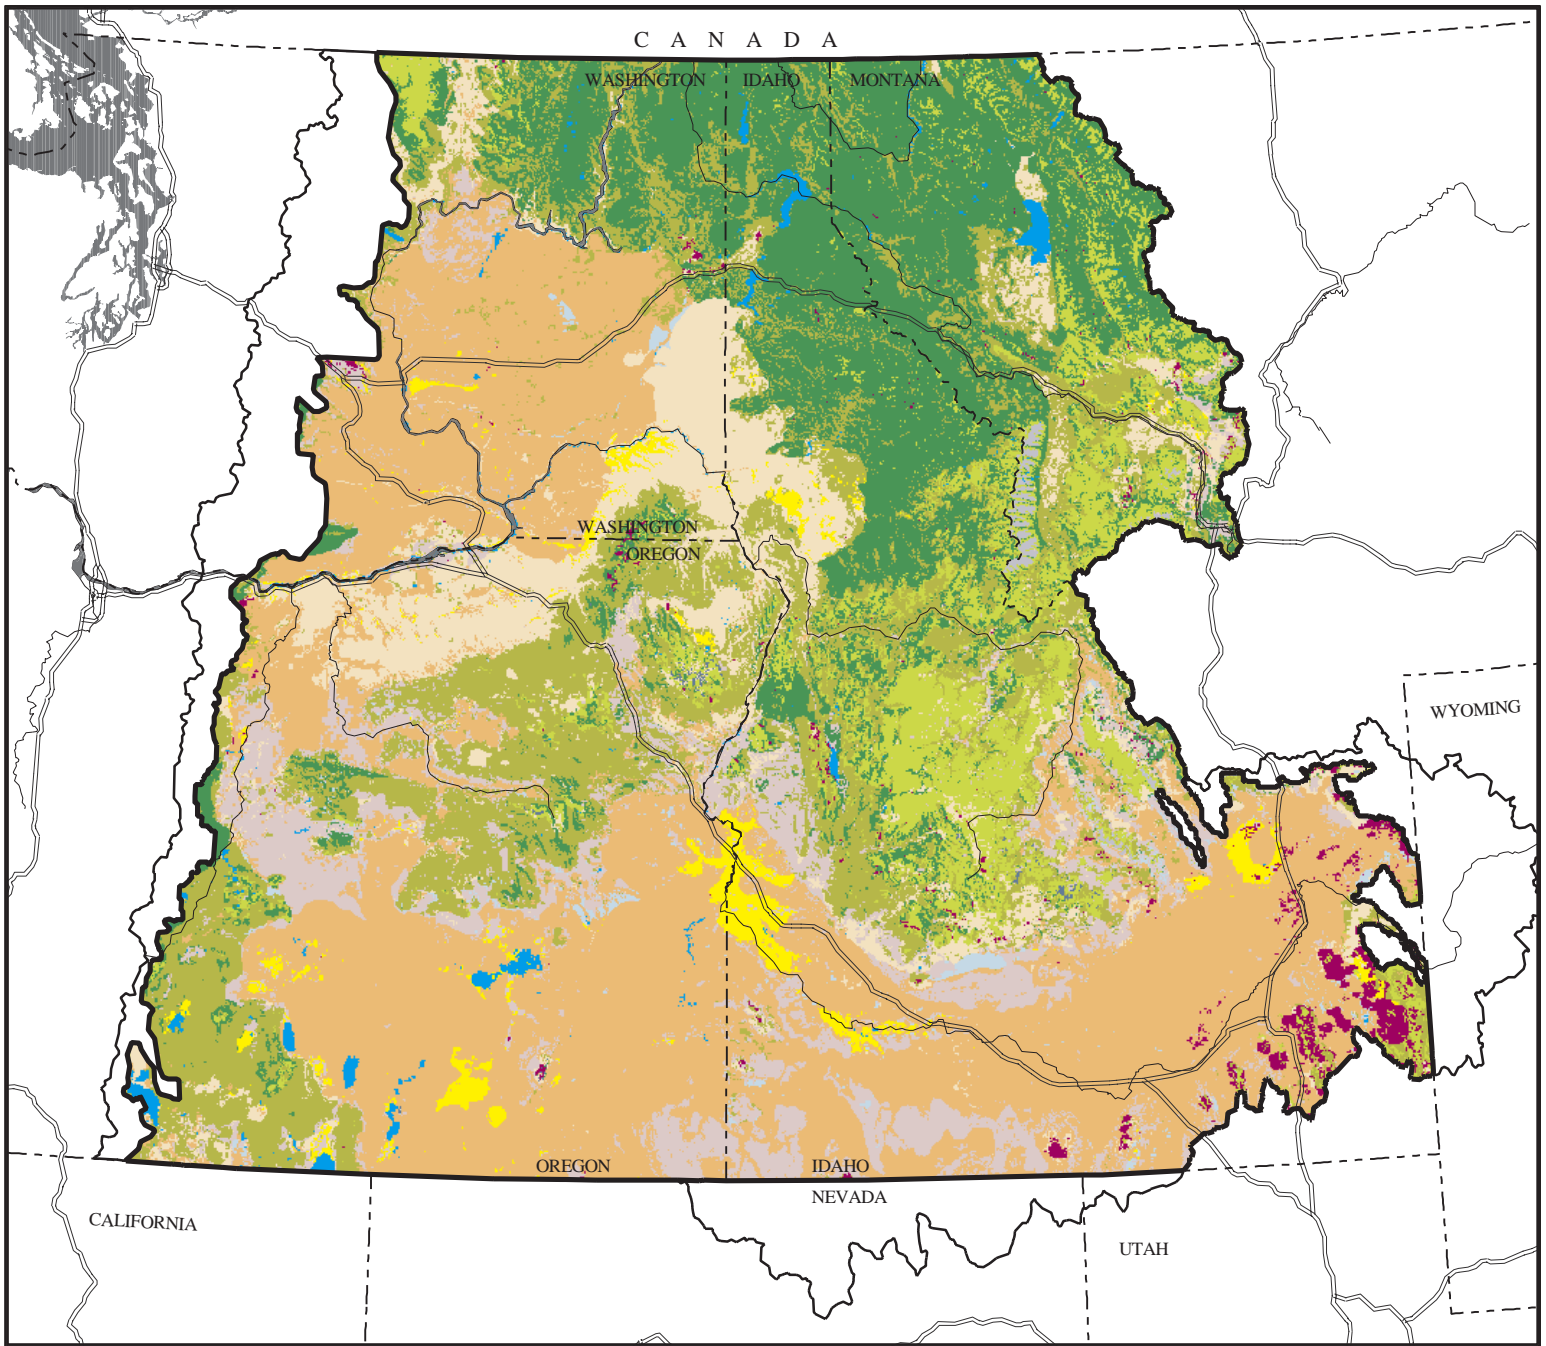 C A N A D A
WASHINGTON IDAHO MONTANA
WASHINGTON
OREGON
WYOMING
OREGON IDAHO
NEVADA
CALIFORNIA
UTAH